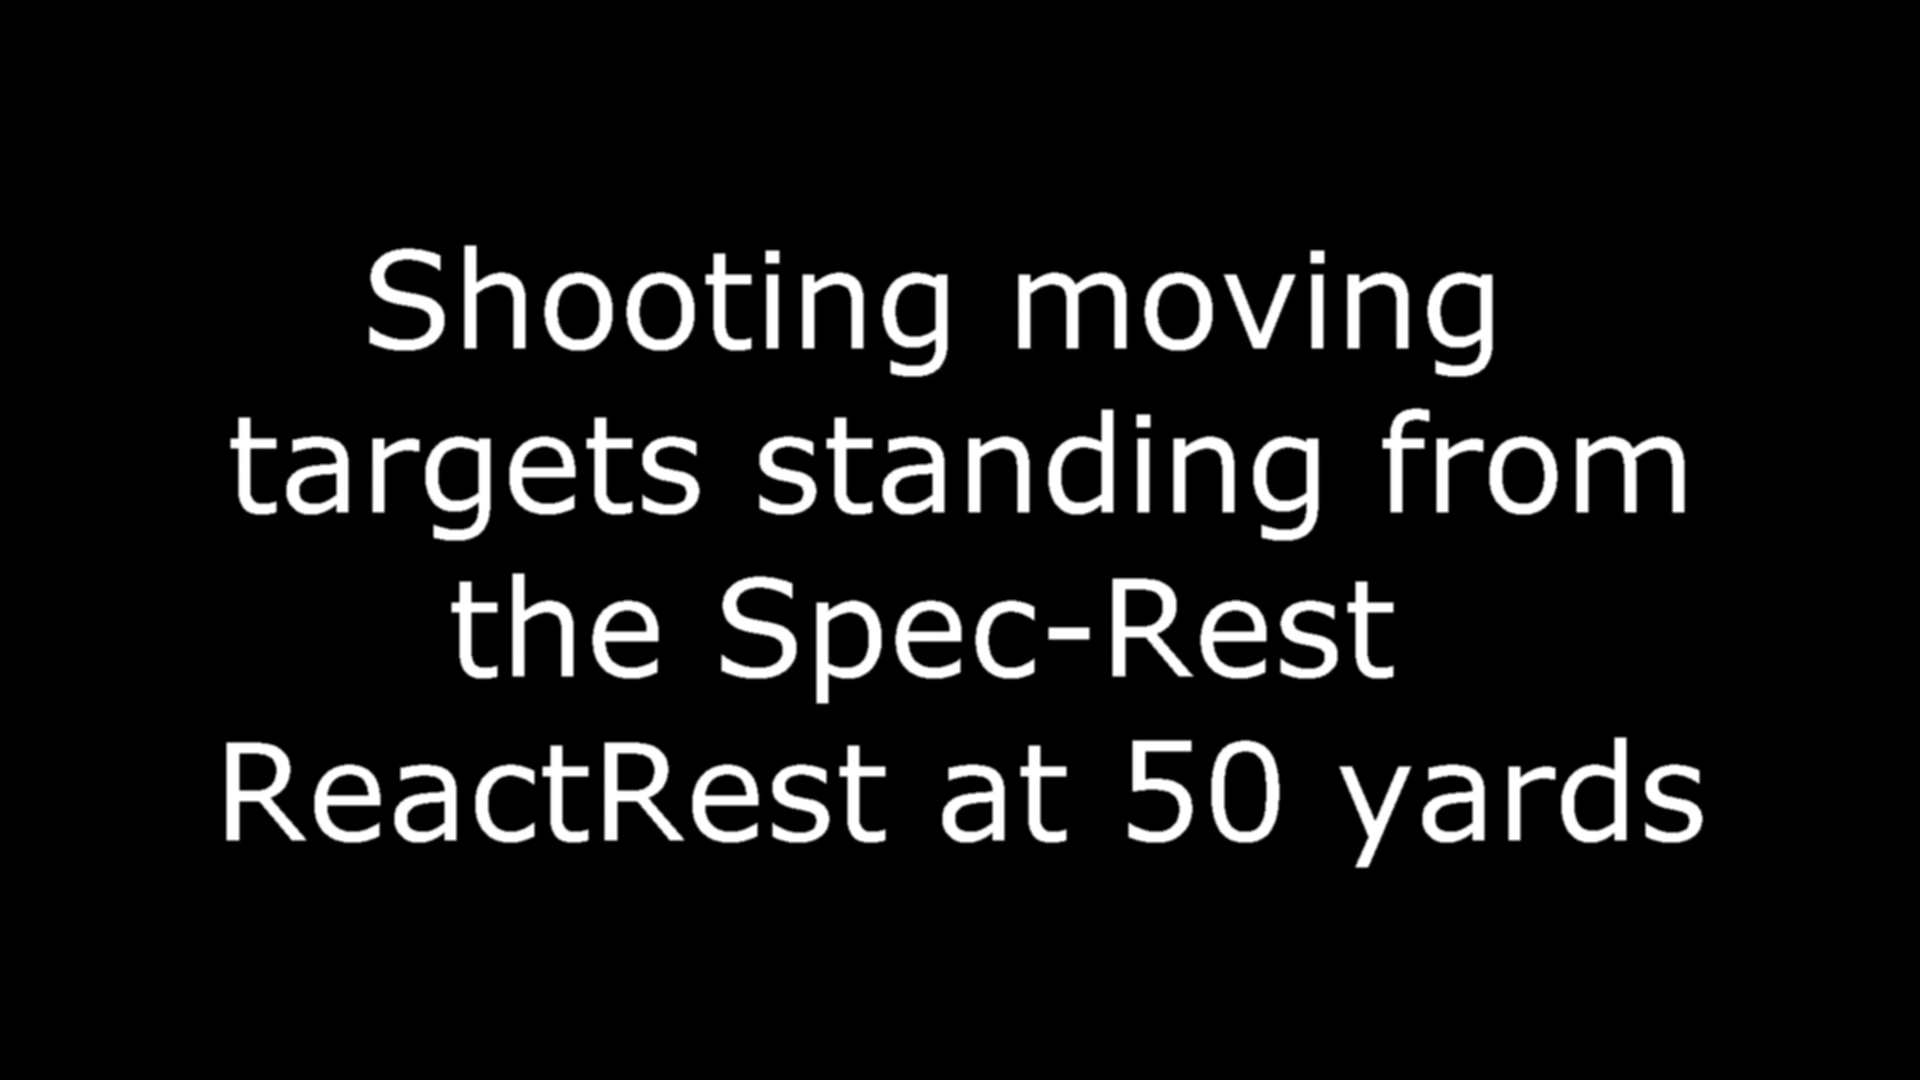 Shooting moving
targets standing from
the Spec-Rest
ReactRest at 50 yards